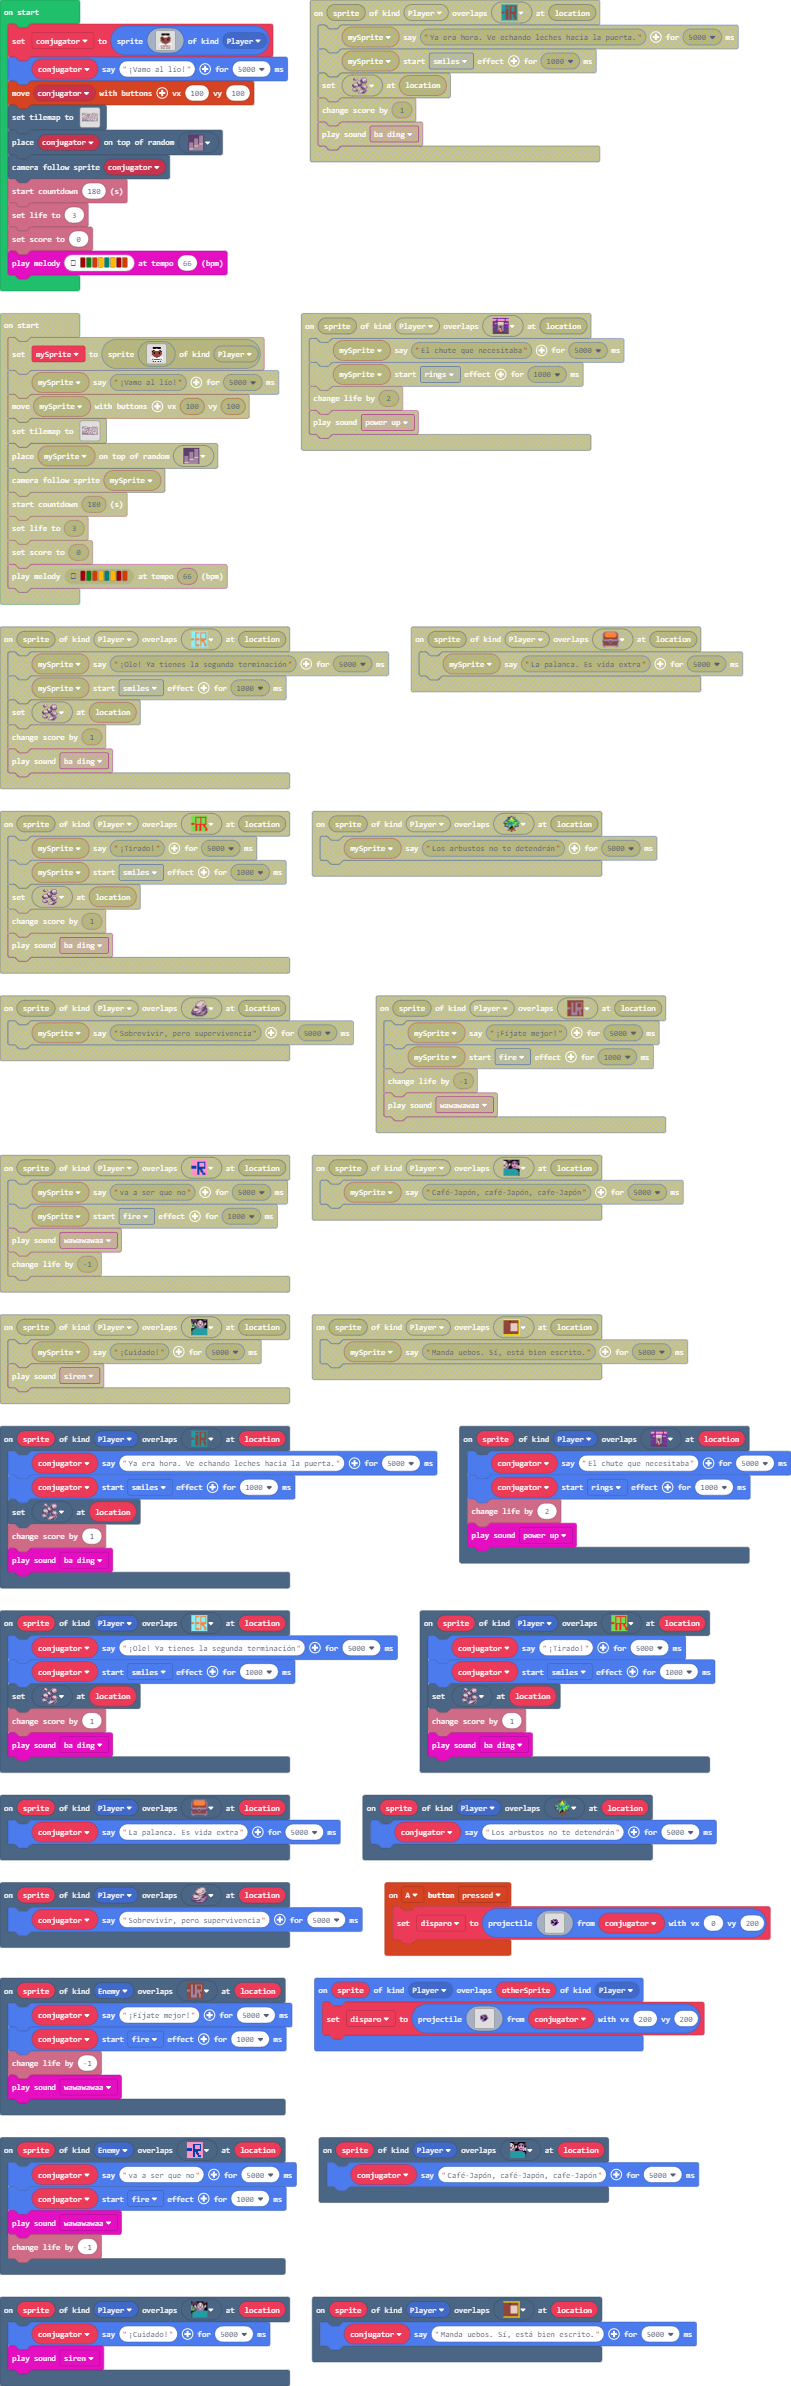 on start
set conjugator to sprite of kind Player
conjugator say "¡Vamo al lío!" for 5000 ms
move conjugator with buttons vx 100 vy 100
set tilemap to
place conjugator on top of random
camera follow sprite conjugator
start countdown 180 (s)
set life to 3
set score to 0
play melody at tempo 66 (bpm)
on sprite of kind Player overlaps at location
mySprite say "Ya era hora. Ve echando leches hacia la puerta." for 5000 ms
mySprite start smiles effect for 1000 ms
set at location
change score by 1
play sound ba ding
on start
set mySprite to sprite of kind Player
mySprite say "¡Vamo al lío!" for 5000 ms
move mySprite with buttons vx 100 vy 100
set tilemap to
place mySprite on top of random
camera follow sprite mySprite
start countdown 180 (s)
set life to 3
set score to 0
play melody at tempo 66 (bpm)
on sprite of kind Player overlaps at location
mySprite say "El chute que necesitaba" for 5000 ms
mySprite start rings effect for 1000 ms
change life by 2
play sound power up
on sprite of kind Player overlaps at location
mySprite say "¡Ole! Ya tienes la segunda terminación" for 5000 ms
mySprite start smiles effect for 1000 ms
set at location
change score by 1
play sound ba ding
on sprite of kind Player overlaps at location
mySprite say "La palanca. Es vida extra" for 5000 ms
on sprite of kind Player overlaps at location
mySprite say "¡Tirado!" for 5000 ms
mySprite start smiles effect for 1000 ms
set at location
change score by 1
play sound ba ding
on sprite of kind Player overlaps at location
mySprite say "Los arbustos no te detendrán" for 5000 ms
on sprite of kind Player overlaps at location
mySprite say "Sobrevivir, pero supervivencia" for 5000 ms
on sprite of kind Player overlaps at location
mySprite say "¡Fíjate mejor!" for 5000 ms
mySprite start fire effect for 1000 ms
change life by -1
play sound wawawawaa
on sprite of kind Player overlaps at location
mySprite say "va a ser que no" for 5000 ms
mySprite start fire effect for 1000 ms
play sound wawawawaa
change life by -1
on sprite of kind Player overlaps at location
mySprite say "Café-Japón, café-Japón, cafe-Japón" for 5000 ms
on sprite of kind Player overlaps at location
mySprite say "¡Cuidado!" for 5000 ms
play sound siren
on sprite of kind Player overlaps at location
mySprite say "Manda uebos. Sí, está bien escrito." for 5000 ms
on sprite of kind Player overlaps at location
conjugator say "Ya era hora. Ve echando leches hacia la puerta." for 5000 ms
conjugator start smiles effect for 1000 ms
set at location
change score by 1
play sound ba ding
on sprite of kind Player overlaps at location
conjugator say "El chute que necesitaba" for 5000 ms
conjugator start rings effect for 1000 ms
change life by 2
play sound power up
on sprite of kind Player overlaps at location
conjugator say "¡Ole! Ya tienes la segunda terminación" for 5000 ms
conjugator start smiles effect for 1000 ms
set at location
change score by 1
play sound ba ding
on sprite of kind Player overlaps at location
conjugator say "¡Tirado!" for 5000 ms
conjugator start smiles effect for 1000 ms
set at location
change score by 1
play sound ba ding
on sprite of kind Player overlaps at location
conjugator say "La palanca. Es vida extra" for 5000 ms
on sprite of kind Player overlaps at location
conjugator say "Los arbustos no te detendrán" for 5000 ms
on sprite of kind Player overlaps at location
conjugator say "Sobrevivir, pero supervivencia" for 5000 ms
on A button pressed
set disparo to projectile from conjugator with vx 0 vy 200
on sprite of kind Enemy overlaps at location
conjugator say "¡Fíjate mejor!" for 5000 ms
conjugator start fire effect for 1000 ms
change life by -1
play sound wawawawaa
on sprite of kind Player overlaps otherSprite of kind Player
set disparo to projectile from conjugator with vx 200 vy 200
on sprite of kind Enemy overlaps at location
conjugator say "va a ser que no" for 5000 ms
conjugator start fire effect for 1000 ms
play sound wawawawaa
change life by -1
on sprite of kind Player overlaps at location
conjugator say "Café-Japón, café-Japón, cafe-Japón" for 5000 ms
on sprite of kind Player overlaps at location
conjugator say "¡Cuidado!" for 5000 ms
play sound siren
on sprite of kind Player overlaps at location
conjugator say "Manda uebos. Sí, está bien escrito." for 5000 ms